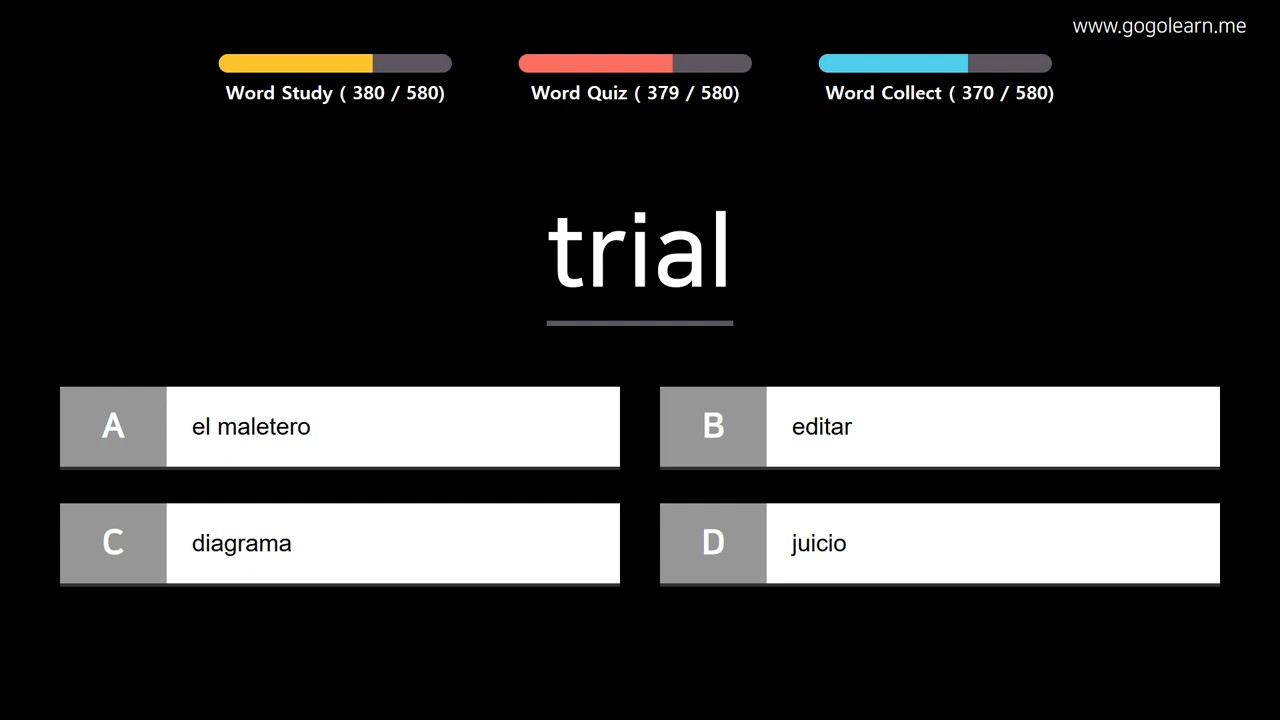 www.gogolearn.me
Word Study ( 380 / 580)
Word Quiz ( 379 / 580)
Word Collect ( 370 / 580)
trial
A el maletero
B editar
C diagrama
D juicio